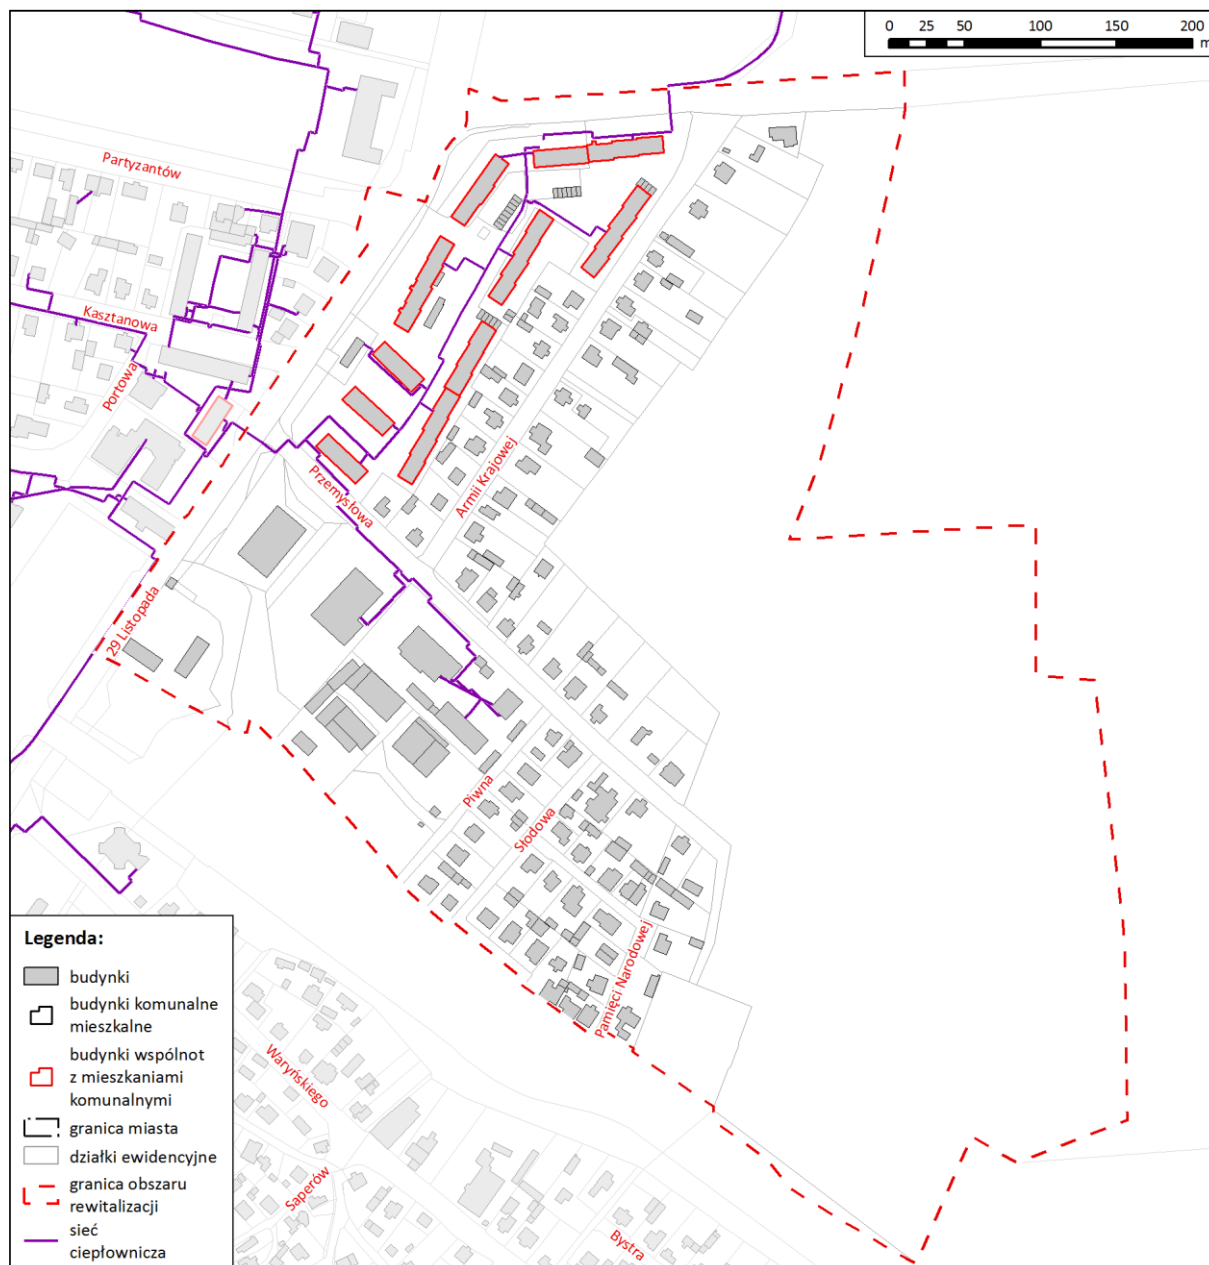 0 25 50 100 150 200
m
Partyzantów
Kasztanowa
Portowa
Przemysłowa
Armii Krajowej
29 Listopada
Piwna
Słodowa
Pamięci Narodowej
Waryńskiego
Saperów
Bystra
Legenda:
budynki
budynki komunalne
mieszkalne
budynki wspólnot
z mieszkaniami
komunalnymi
granica miasta
działki ewidencyjne
granica obszaru
rewitalizacji
sieć
ciepłownicza